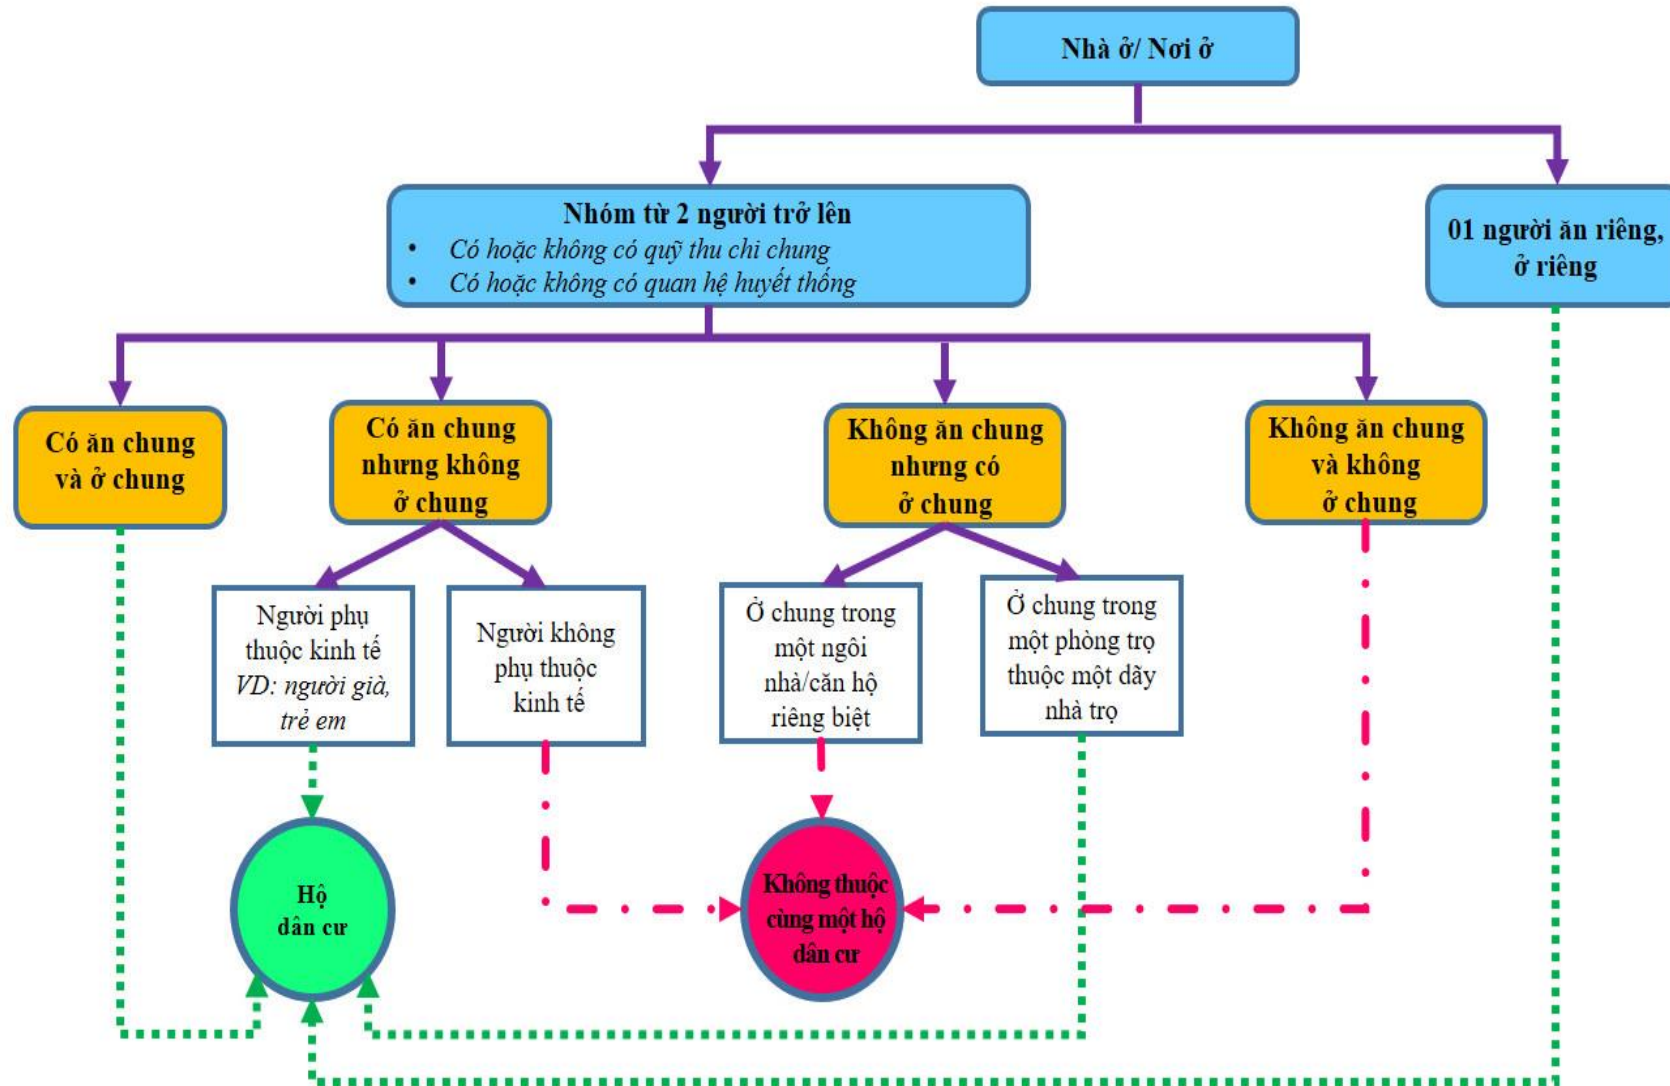 Nhà ở/ Nơi ở
Nhóm từ 2 người trở lên
• Có hoặc không có quỹ thu chi chung
• Có hoặc không có quan hệ huyết thống
01 người ăn riêng,
ở riêng
Có ăn chung
và ở chung
Có ăn chung
nhưng không
ở chung
Không ăn chung
nhưng có
ở chung
Không ăn chung
và không
ở chung
Người phụ
thuộc kinh tế
VD: người già,
trẻ em
Người không
phụ thuộc
kinh tế
Ở chung trong
một ngôi
nhà/căn hộ
riêng biệt
Ở chung trong
một phòng trọ
thuộc một dãy
nhà trọ
Hộ
dân cư
Không thuộc
cùng một hộ
dân cư